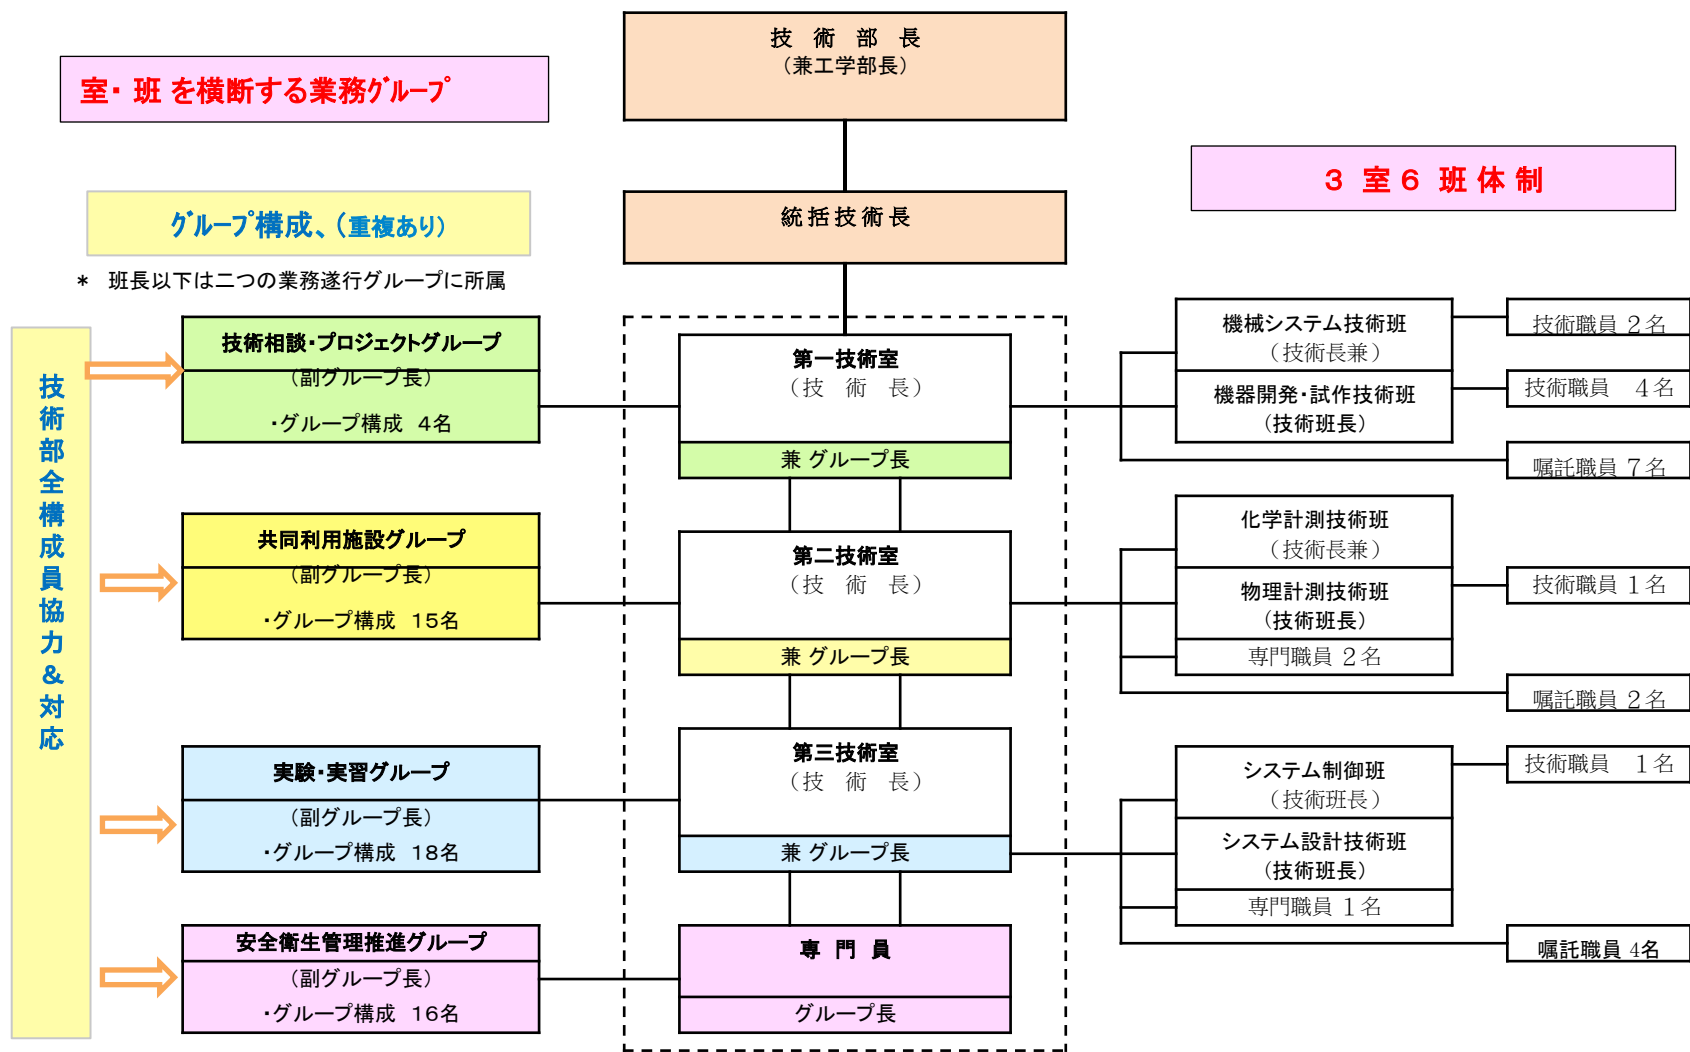 技 術 部 長
（兼工学部長）
室・ 班 を横断する業務グループ
3 室 6 班 体 制
統括技術長
グループ構成、（重複あり）
* 班長以下は二つの業務遂行グループに所属
技術部全構成員協力＆対応
技術相談・プロジェクトグループ
（副グループ長）
・グループ構成 4名
第一技術室
（技 術 長）
兼 グループ長
機械システム技術班
（技術長兼）
機器開発・試作技術班
（技術班長）
技術職員 2名
技術職員 4名
嘱託職員 7名
共同利用施設グループ
（副グループ長）
・グループ構成 15名
第二技術室
（技 術 長）
兼 グループ長
化学計測技術班
（技術長兼）
物理計測技術班
（技術班長）
専門職員 2名
技術職員 1名
嘱託職員 2名
実験・実習グループ
（副グループ長）
・グループ構成 18名
第三技術室
（技 術 長）
兼 グループ長
システム制御班
（技術班長）
システム設計技術班
（技術班長）
専門職員 1名
技術職員 1名
嘱託職員 4名
安全衛生管理推進グループ
（副グループ長）
・グループ構成 16名
専 門 員
グループ長